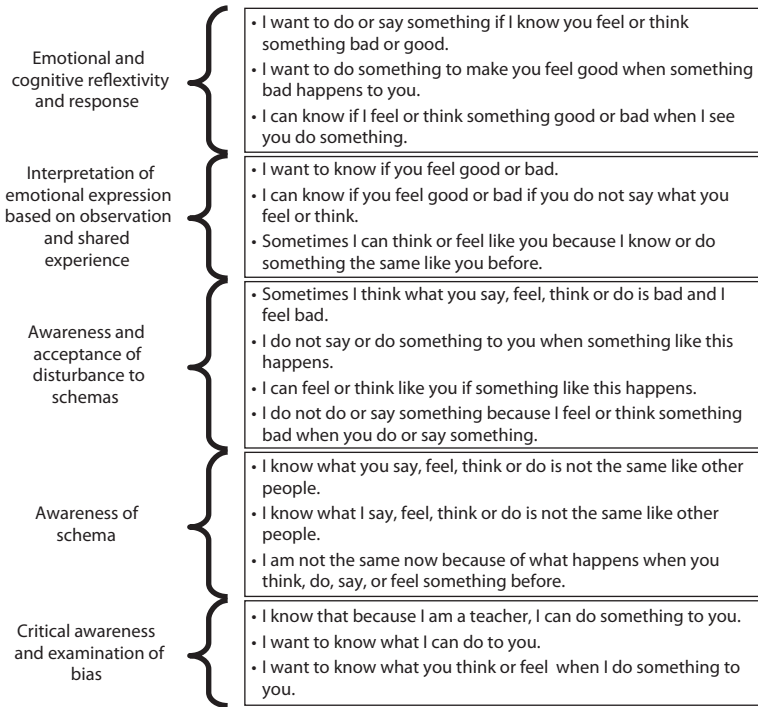 Emotional and
cognitive reflextivity
and response
• I want to do or say something if I know you feel or think
something bad or good.
• I want to do something to make you feel good when something
bad happens to you.
• I can know if I feel or think something good or bad when I see
you do something.
Interpretation of
emotional expression
based on observation
and shared
experience
• I want to know if you feel good or bad.
• I can know if you feel good or bad if you do not say what you
feel or think.
• Sometimes I can think or feel like you because I know or do
something the same like you before.
Awareness and
acceptance of
disturbance to
schemas
• Sometimes I think what you say, feel, think or do is bad and I
feel bad.
• I do not say or do something to you when something like this
happens.
• I can feel or think like you if something like this happens.
• I do not do or say something because I feel or think something
bad when you do or say something.
Awareness of
schema
• I know what you say, feel, think or do is not the same like other
people.
• I know what I say, feel, think or do is not the same like other
people.
• I am not the same now because of what happens when you
think, do, say, or feel something before.
Critical awareness
and examination of
bias
• I know that because I am a teacher, I can do something to you.
• I want to know what I can do to you.
• I want to know what you think or feel when I do something to
you.